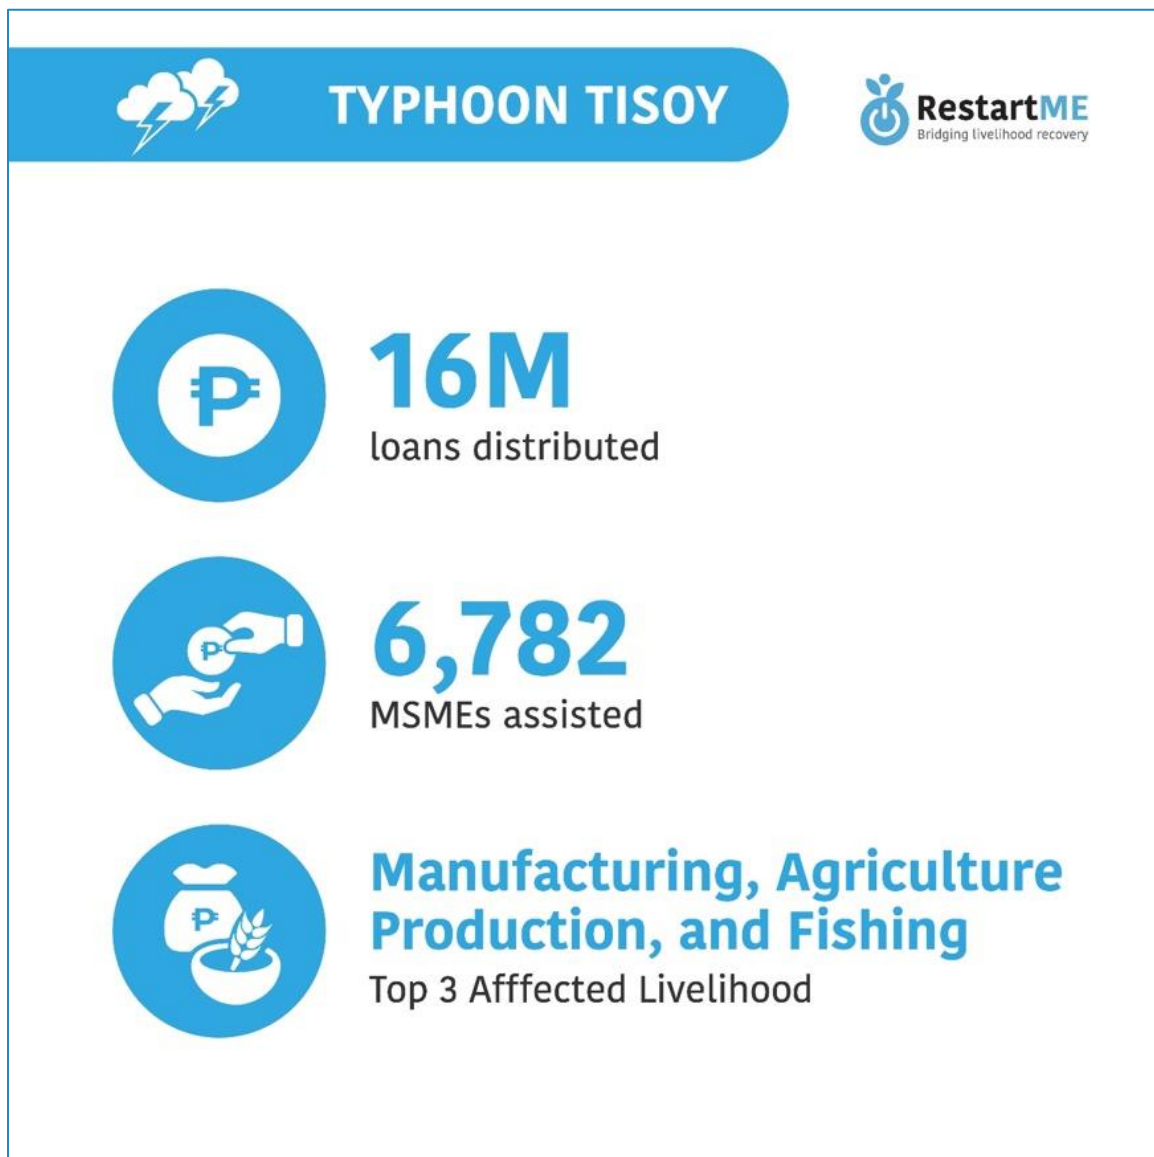 TYPHOON TISOY
RestartME
Bridging livelihood recovery
₱
16M
loans distributed
₱
6,782
MSMEs assisted
₱
Manufacturing, Agriculture
Production, and Fishing
Top 3 Afffected Livelihood